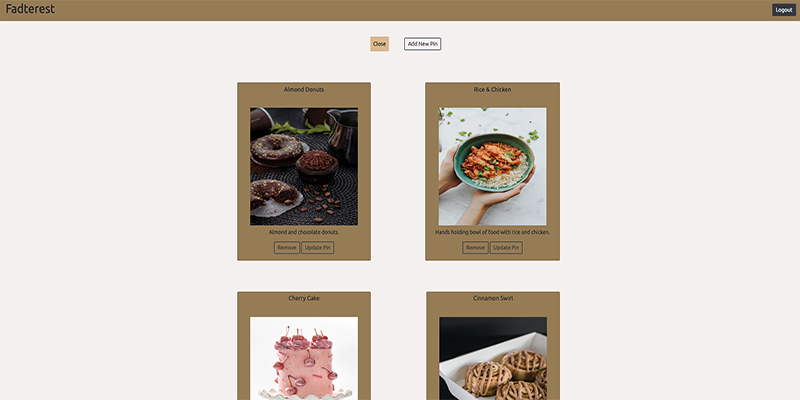 Fadterest
Logout
Close
Add New Pin
Almond Donuts
Rice & Chicken
Almond and chocolate donuts.
Hands holding bowl of food with rice and chicken.
Remove
Update Pin
Remove
Update Pin
Cherry Cake
Cinnamon Swirl